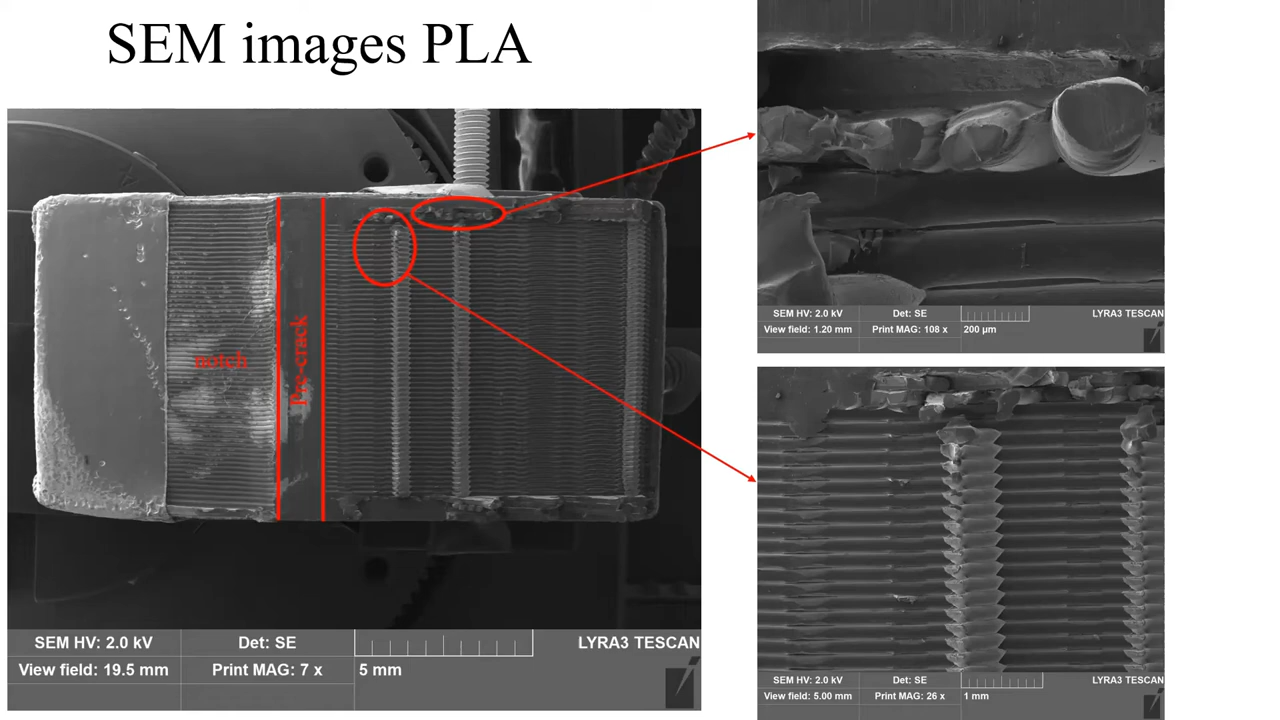 SEM images PLA
notch
Pre-crack
SEM HV: 2.0 kV Det: SE LYRA3 TESCAN
View field: 19.5 mm Print MAG: 7 x 5 mm
SEM HV: 2.0 kV Det: SE LYRA3 TESCAN
View field: 1.20 mm Print MAG: 108 x 200 µm
SEM HV: 2.0 kV Det: SE LYRA3 TESCAN
View field: 5.00 mm Print MAG: 26 x 1 mm